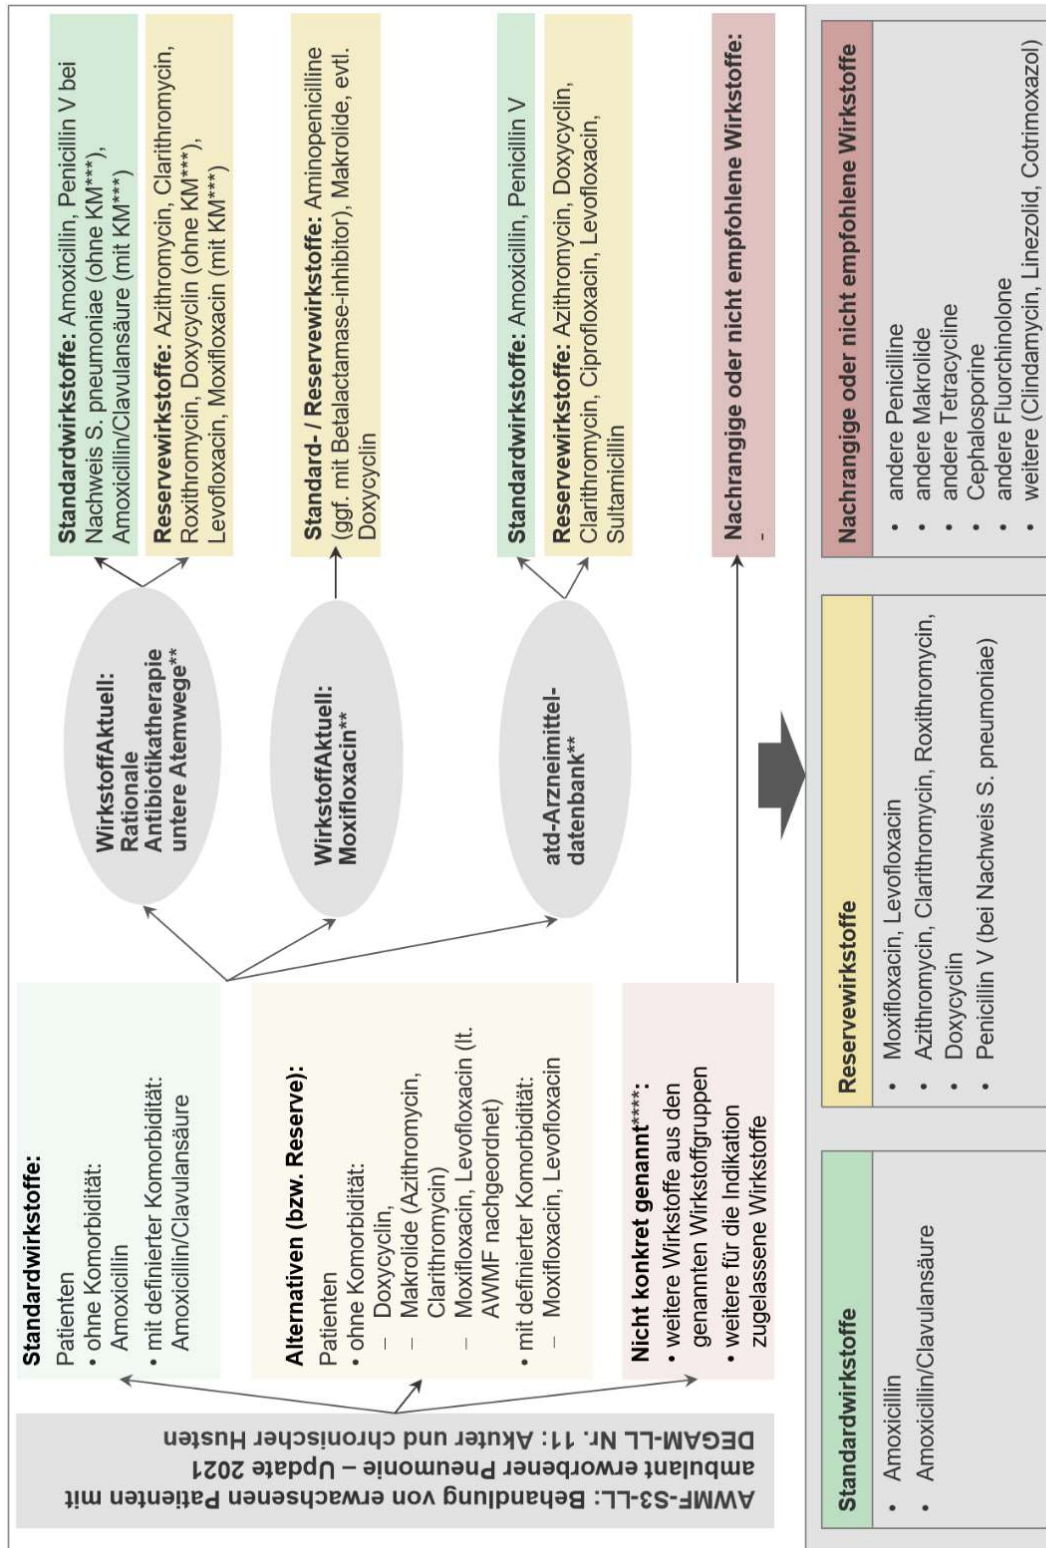 AWMF-S3-LL: Behandlung von erwachsenen Patienten mit
ambulant erworbener Pneumonie – Update 2021
DEGAM-LL Nr. 11: Akuter und chronischer Husten
Standardwirkstoffe:
Patienten
• ohne Komorbidität:
Amoxicillin
• mit definierter Komorbidität:
Amoxicillin/Clavulansäure
Alternativen (bzw. Reserve):
Patienten
• ohne Komorbidität:
– Doxycyclin,
– Makrolide (Azithromycin,
Clarithromycin)
– Moxifloxacin, Levofloxacin (lt.
AWMF nachgeordnet)
• mit definierter Komorbidität:
– Moxifloxacin, Levofloxacin
Nicht konkret genannt****:
• weitere Wirkstoffe aus den
genannten Wirkstoffgruppen
• weitere für die Indikation
zugelassene Wirkstoffe
WirkstoffAktuell:
Rationale
Antibiotikatherapie
untere Atemwege**
WirkstoffAktuell:
Moxifloxacin**
atd-Arzneimittel-
datenbank**
Standardwirkstoffe: Amoxicillin, Penicillin V bei
Nachweis S. pneumoniae (ohne KM***),
Amoxicillin/Clavulansäure (mit KM***)
Reservewirkstoffe: Azithromycin, Clarithromycin,
Roxithromycin, Doxycyclin (ohne KM***),
Levofloxacin, Moxifloxacin (mit KM***)
Standard- / Reservewirkstoffe: Aminopenicilline
(ggf. mit Betalactamase-inhibitor), Makrolide, evtl.
Doxycyclin
Standardwirkstoffe: Amoxicillin, Penicillin V
Reservewirkstoffe: Azithromycin, Doxycyclin,
Clarithromycin, Ciprofloxacin, Levofloxacin,
Sultamicillin
Nachrangige oder nicht empfohlene Wirkstoffe:
-
Standardwirkstoffe
• Amoxicillin
• Amoxicillin/Clavulansäure
Reservewirkstoffe
• Moxifloxacin, Levofloxacin
• Azithromycin, Clarithromycin, Roxithromycin,
Doxycyclin
• Penicillin V (bei Nachweis S. pneumoniae)
Nachrangige oder nicht empfohlene Wirkstoffe
• andere Penicilline
• andere Makrolide
• andere Tetracycline
• Cephalosporine
• andere Fluorchinolone
• weitere (Clindamycin, Linezolid, Cotrimoxazol)